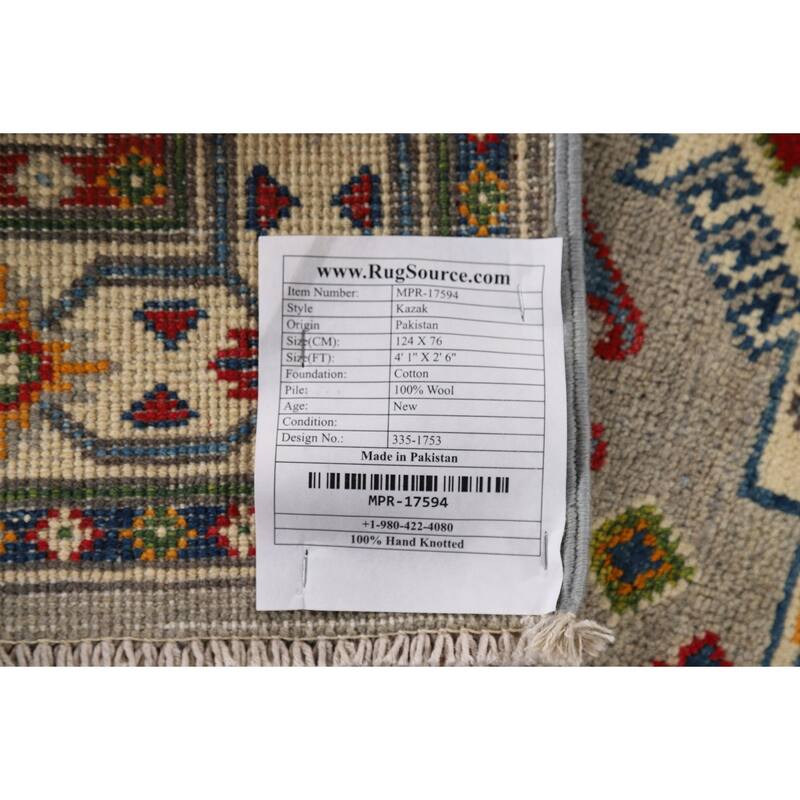 www.RugSource.com
Item Number: MPR-17594
Style Kazak
Origin Pakistan
Size(CM): 124 X 76
Size(FT): 4' 1" X 2' 6"
Foundation: Cotton
Pile: 100% Wool
Age: New
Condition:
Design No.: 335-1753
Made in Pakistan
MPR-17594
+1-980-422-4080
100% Hand Knotted